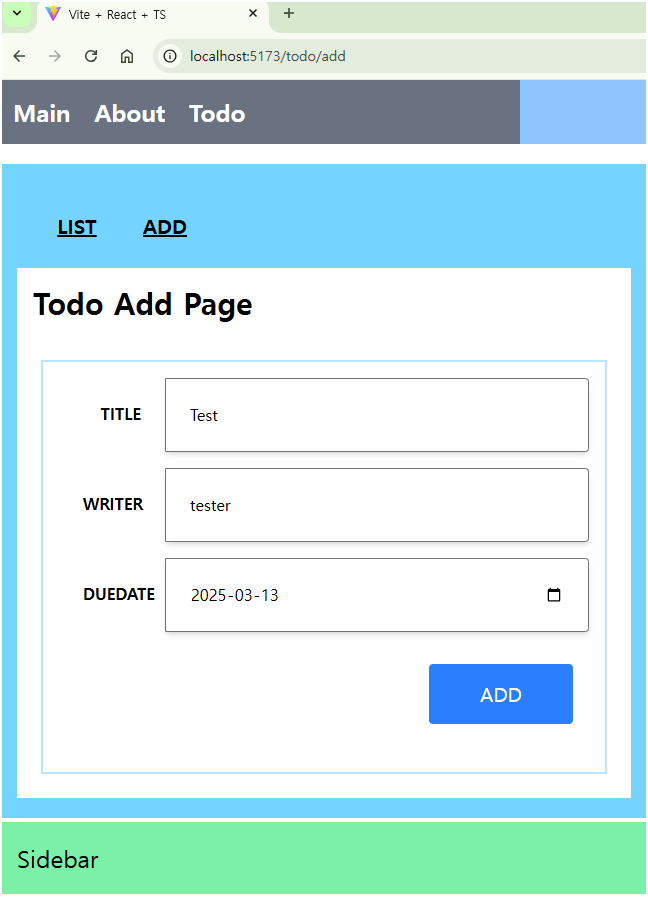 Vite + React + TS
localhost:5173/todo/add
Main About Todo
LIST ADD
Todo Add Page
TITLE Test
WRITER tester
DUEDATE 2025-03-13
ADD
Sidebar